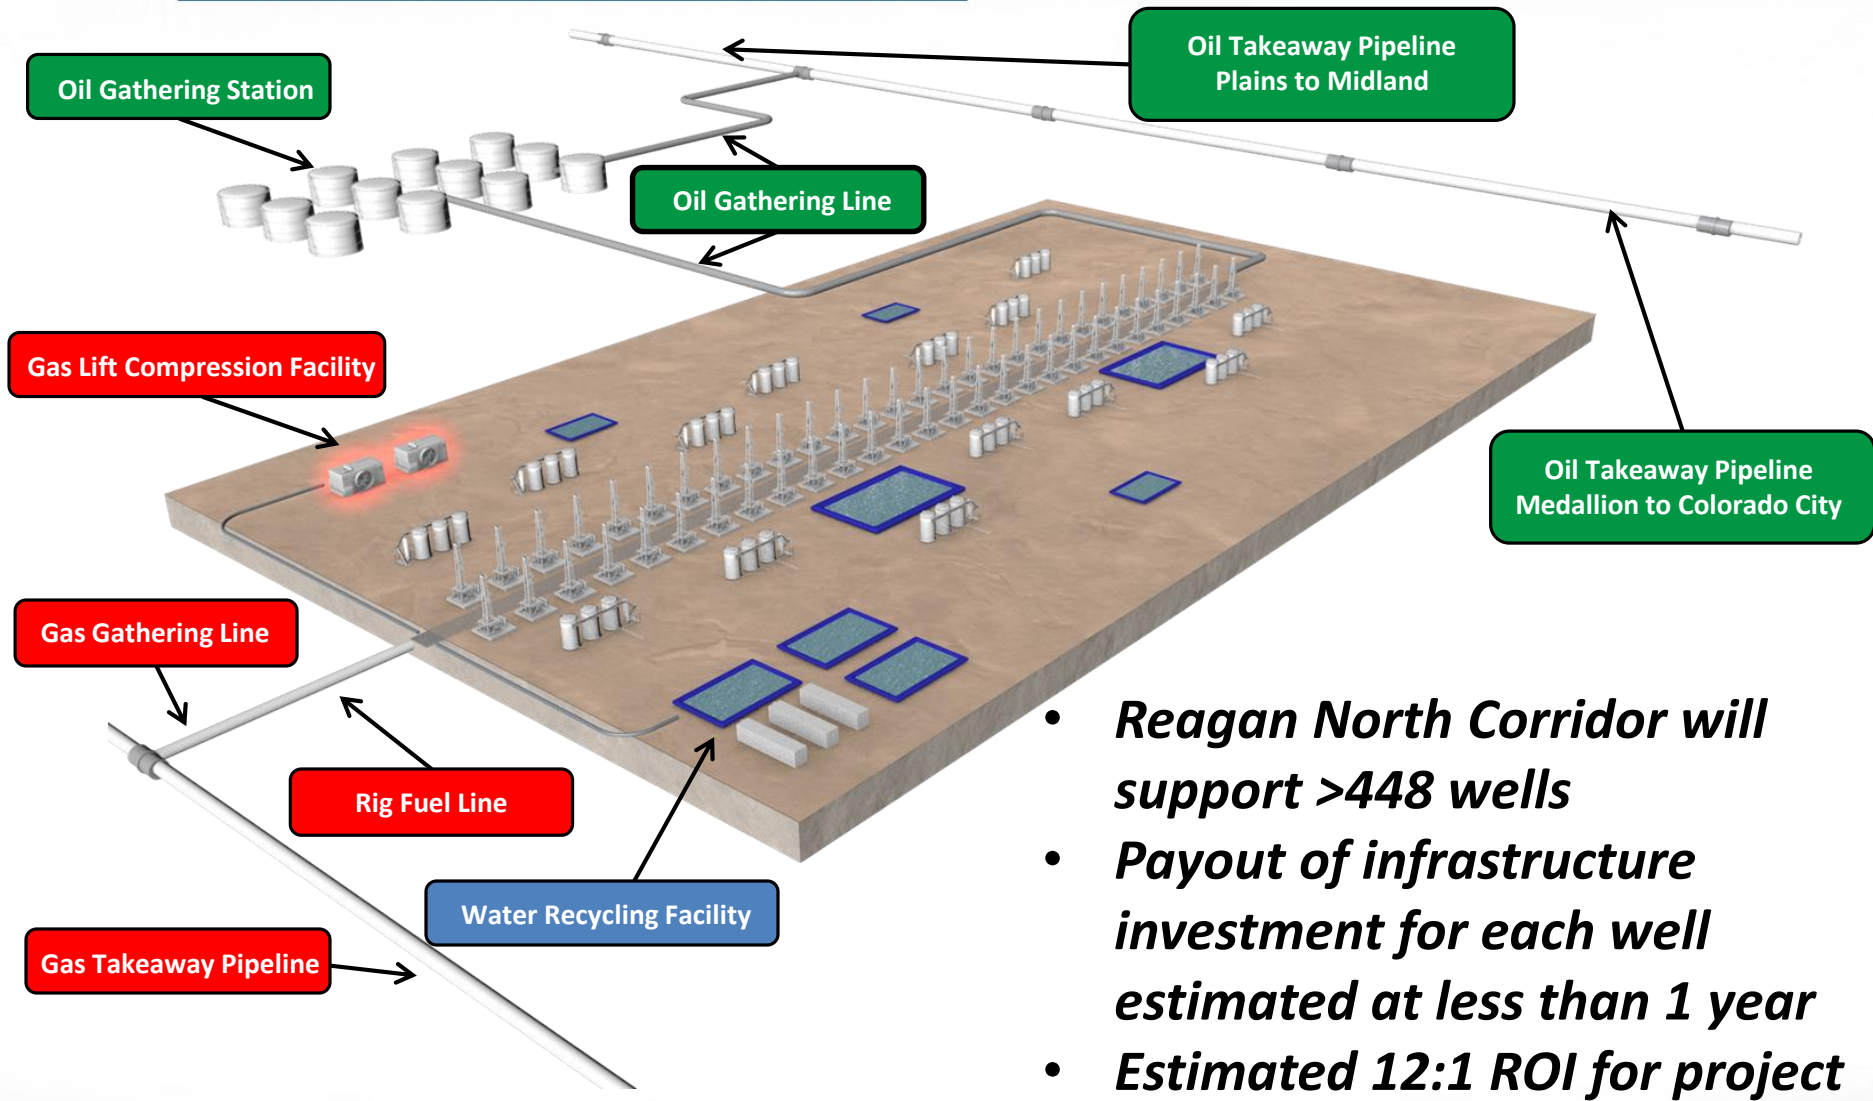 Oil Takeaway Pipeline
Plains to Midland
Oil Gathering Station
Oil Gathering Line
Gas Lift Compression Facility
Oil Takeaway Pipeline
Medallion to Colorado City
Gas Gathering Line
Rig Fuel Line
Water Recycling Facility
Gas Takeaway Pipeline
• Reagan North Corridor will
support >448 wells
• Payout of infrastructure
investment for each well
estimated at less than 1 year
• Estimated 12:1 ROI for project